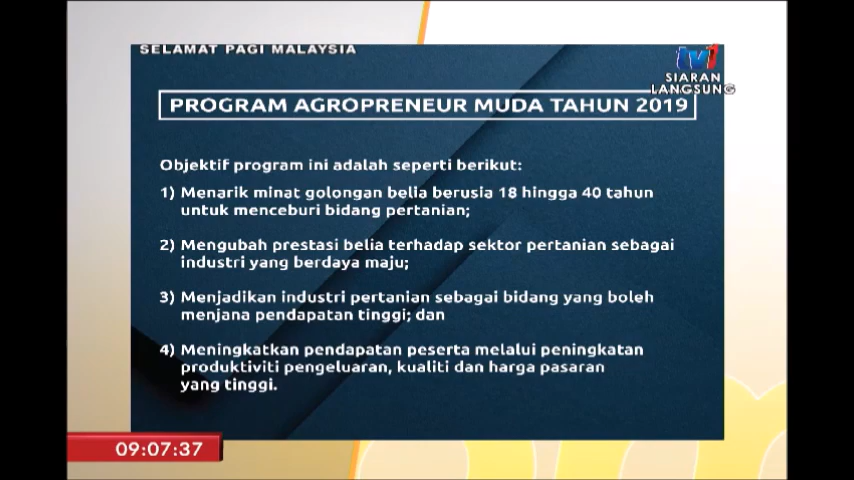 SELAMAT PAGI MALAYSIA
tv1
SIARAN
LANGSUNG
PROGRAM AGROPRENEUR MUDA TAHUN 2019
Objektif program ini adalah seperti berikut:
1) Menarik minat golongan belia berusia 18 hingga 40 tahun
untuk menceburi bidang pertanian;
2) Mengubah prestasi belia terhadap sektor pertanian sebagai
industri yang berdaya maju;
3) Menjadikan industri pertanian sebagai bidang yang boleh
menjana pendapatan tinggi; dan
4) Meningkatkan pendapatan peserta melalui peningkatan
produktiviti pengeluaran, kualiti dan harga pasaran
yang tinggi.
09:07:37